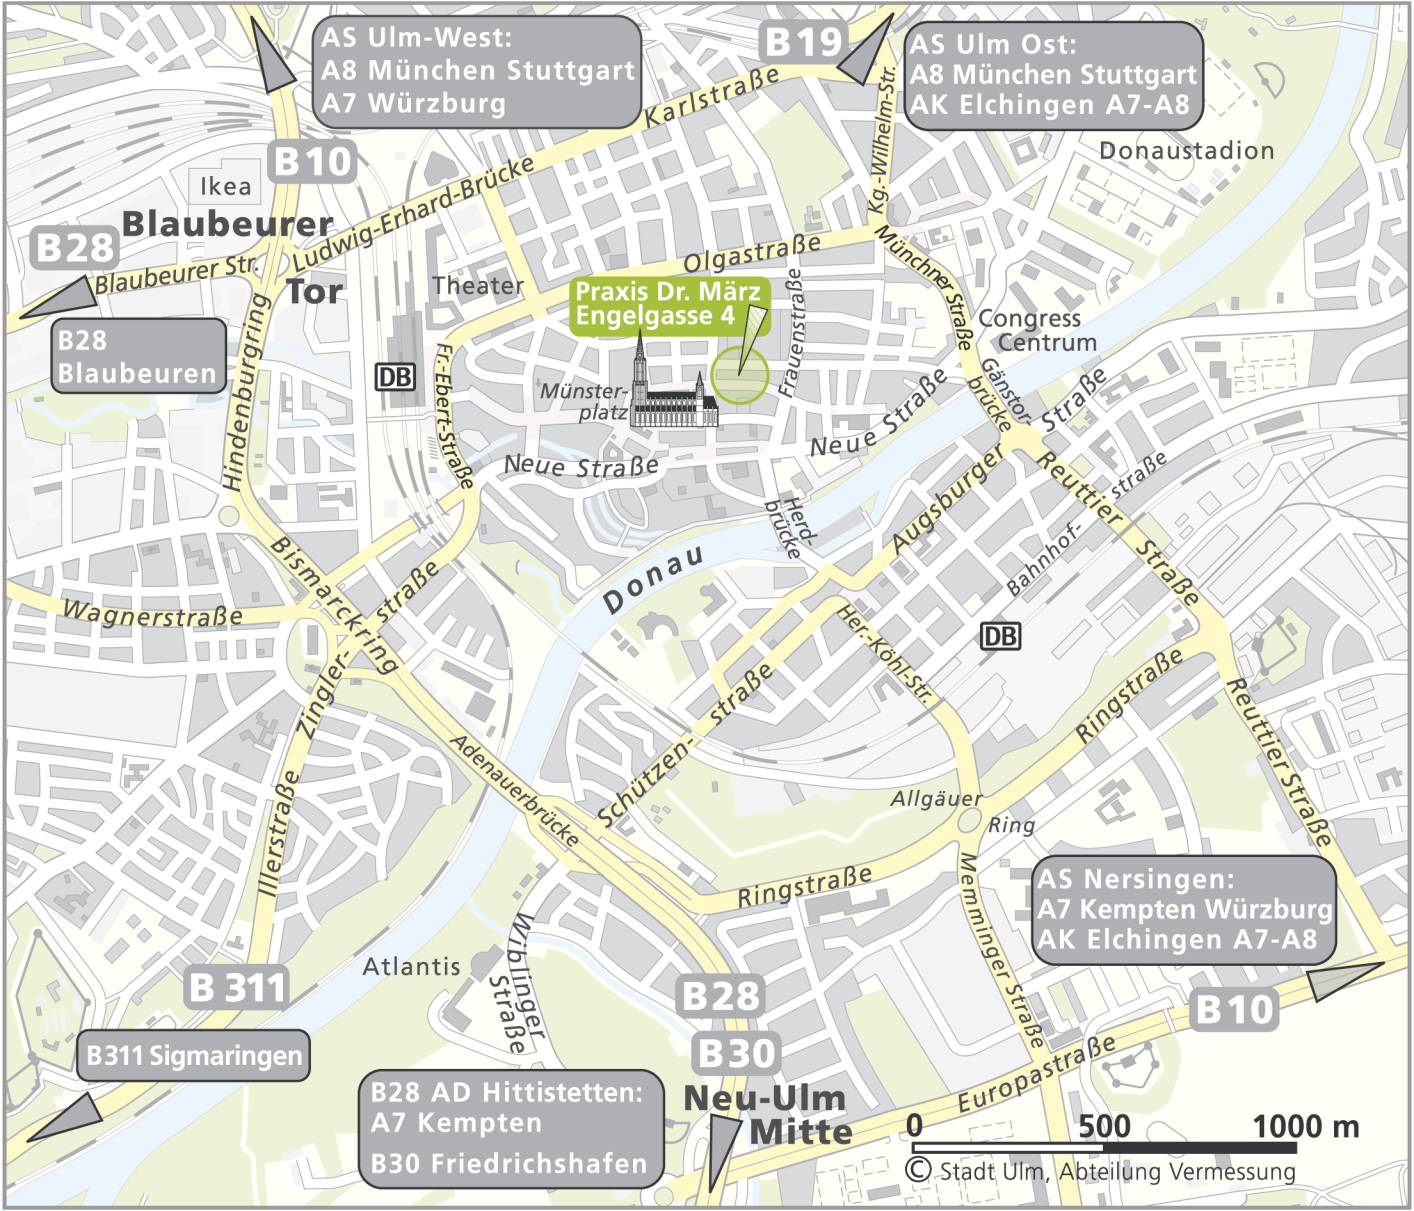 AS Ulm-West:
A8 München Stuttgart
A7 Würzburg
B 19
AS Ulm Ost:
A8 München Stuttgart
AK Elchingen A7-A8
Karlstraße
Kg.-Wilhelm-Str.
Donaustadion
B 10
Ikea
Blaubeurer
Tor
B28
Blaubeurer Str.
Ludwig-Erhard-Brücke
Olgastraße
Münchner Straße
Theater
Praxis Dr. März
Engelgasse 4
Frauenstraße
Congress
Centrum
B28
Blaubeuren
Hindenburgring
DB
Fr.-Ebert-Straße
Münster-
platz
Gänstor-
brücke
Neue Straße
Neue Straße
Augsburger
Straße
Reuttier
Straße
Bahnhof-
straße
Herd-
brücke
Donau
Bismarckring
Wagnerstraße
Zingler-
straße
DB
Her.-Köhl-Str.
Schützen-
straße
Ringstraße
Reuttier Straße
Adenauerbrücke
Illerstraße
Allgäuer
Ring
Ringstraße
Memminger Straße
AS Nersingen:
A7 Kempten Würzburg
AK Elchingen A7-A8
Wiblinger
Straße
Atlantis
B 311
B28
B30
B 10
B311 Sigmaringen
B28 AD Hittistetten:
A7 Kempten
B30 Friedrichshafen
Neu-Ulm
Mitte
Europastraße
0 500 1000 m
© Stadt Ulm, Abteilung Vermessung